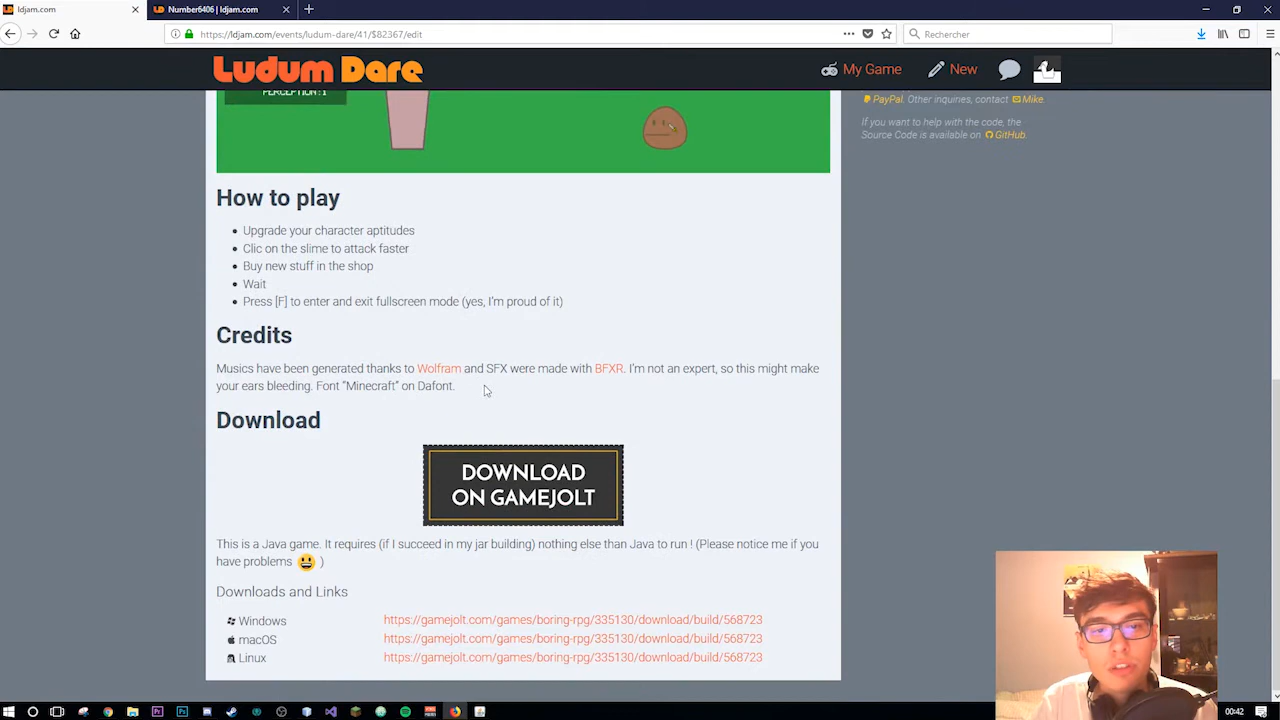 ldjam.com
Number6406 | ldjam.com
https://ldjam.com/events/ludum-dare/41/$82367/edit
Rechercher
Ludum Dare
My Game
New
PERCEPTION:1
PayPal. Other inquiries, contact Mike.
If you want to help with the code, the
Source Code is available on GitHub.
How to play
Upgrade your character aptitudes
Clic on the slime to attack faster
Buy new stuff in the shop
Wait
Press [F] to enter and exit fullscreen mode (yes, I'm proud of it)
Credits
Musics have been generated thanks to Wolfram and SFX were made with BFXR. I'm not an expert, so this might make
your ears bleeding. Font "Minecraft" on Dafont.
Download
DOWNLOAD
ON GAMEJOLT
This is a Java game. It requires (if I succeed in my jar building) nothing else than Java to run ! (Please notice me if you
have problems 😃 )
Downloads and Links
Windows https://gamejolt.com/games/boring-rpg/335130/download/build/568723
macOS https://gamejolt.com/games/boring-rpg/335130/download/build/568723
Linux https://gamejolt.com/games/boring-rpg/335130/download/build/568723
00:42